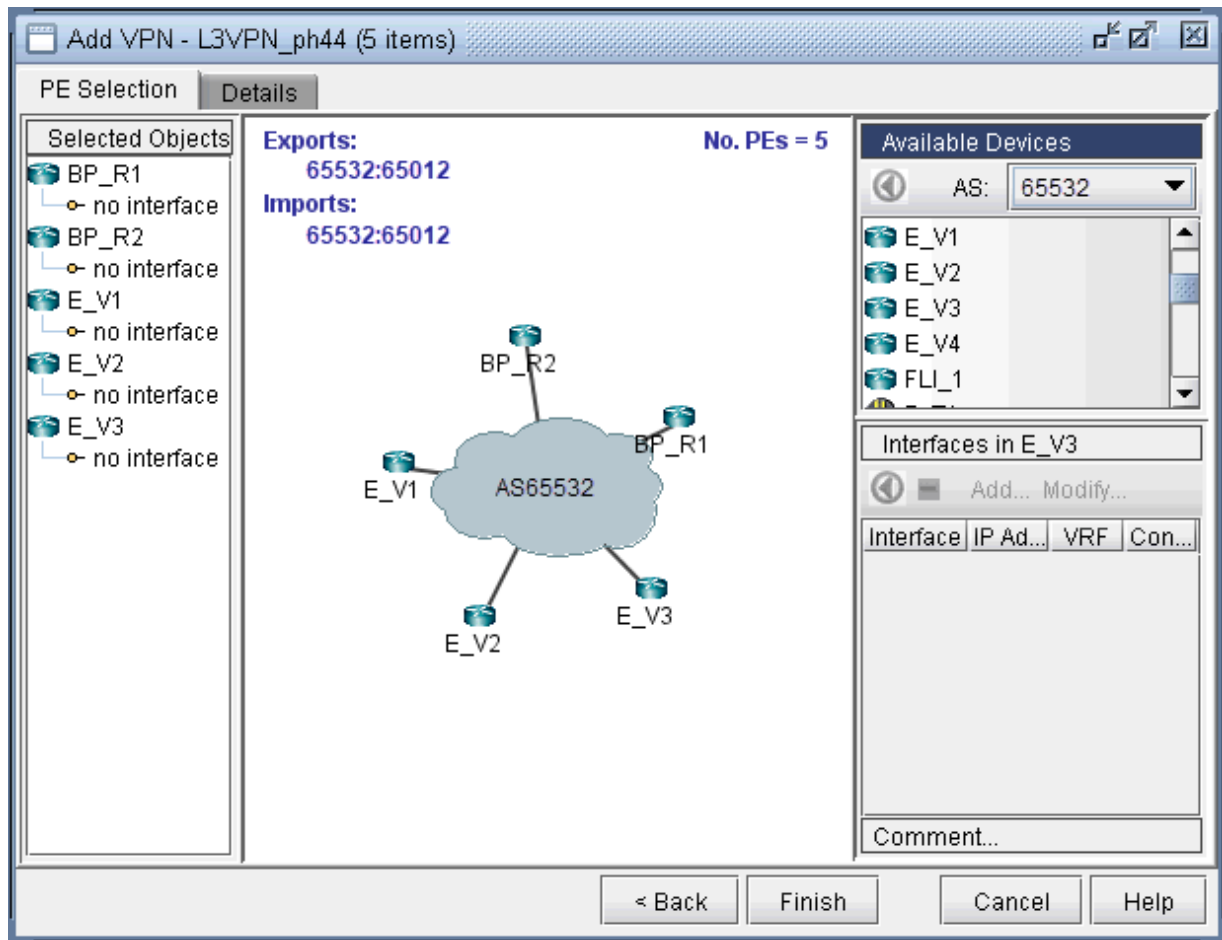 Add VPN - L3VPN_ph44 (5 items)
PE Selection
Details
Selected Objects
BP_R1
no interface
BP_R2
no interface
E_V1
no interface
E_V2
no interface
E_V3
no interface
Exports:
65532:65012
Imports:
65532:65012
No. PEs = 5
BP_R2
BP_R1
E_V1
AS65532
E_V3
E_V2
Available Devices
AS: 65532
E_V1
E_V2
E_V3
E_V4
FLI_1
Interfaces in E_V3
Add... Modify...
Interface IP Ad... VRF Con...
Comment...
< Back Finish Cancel Help